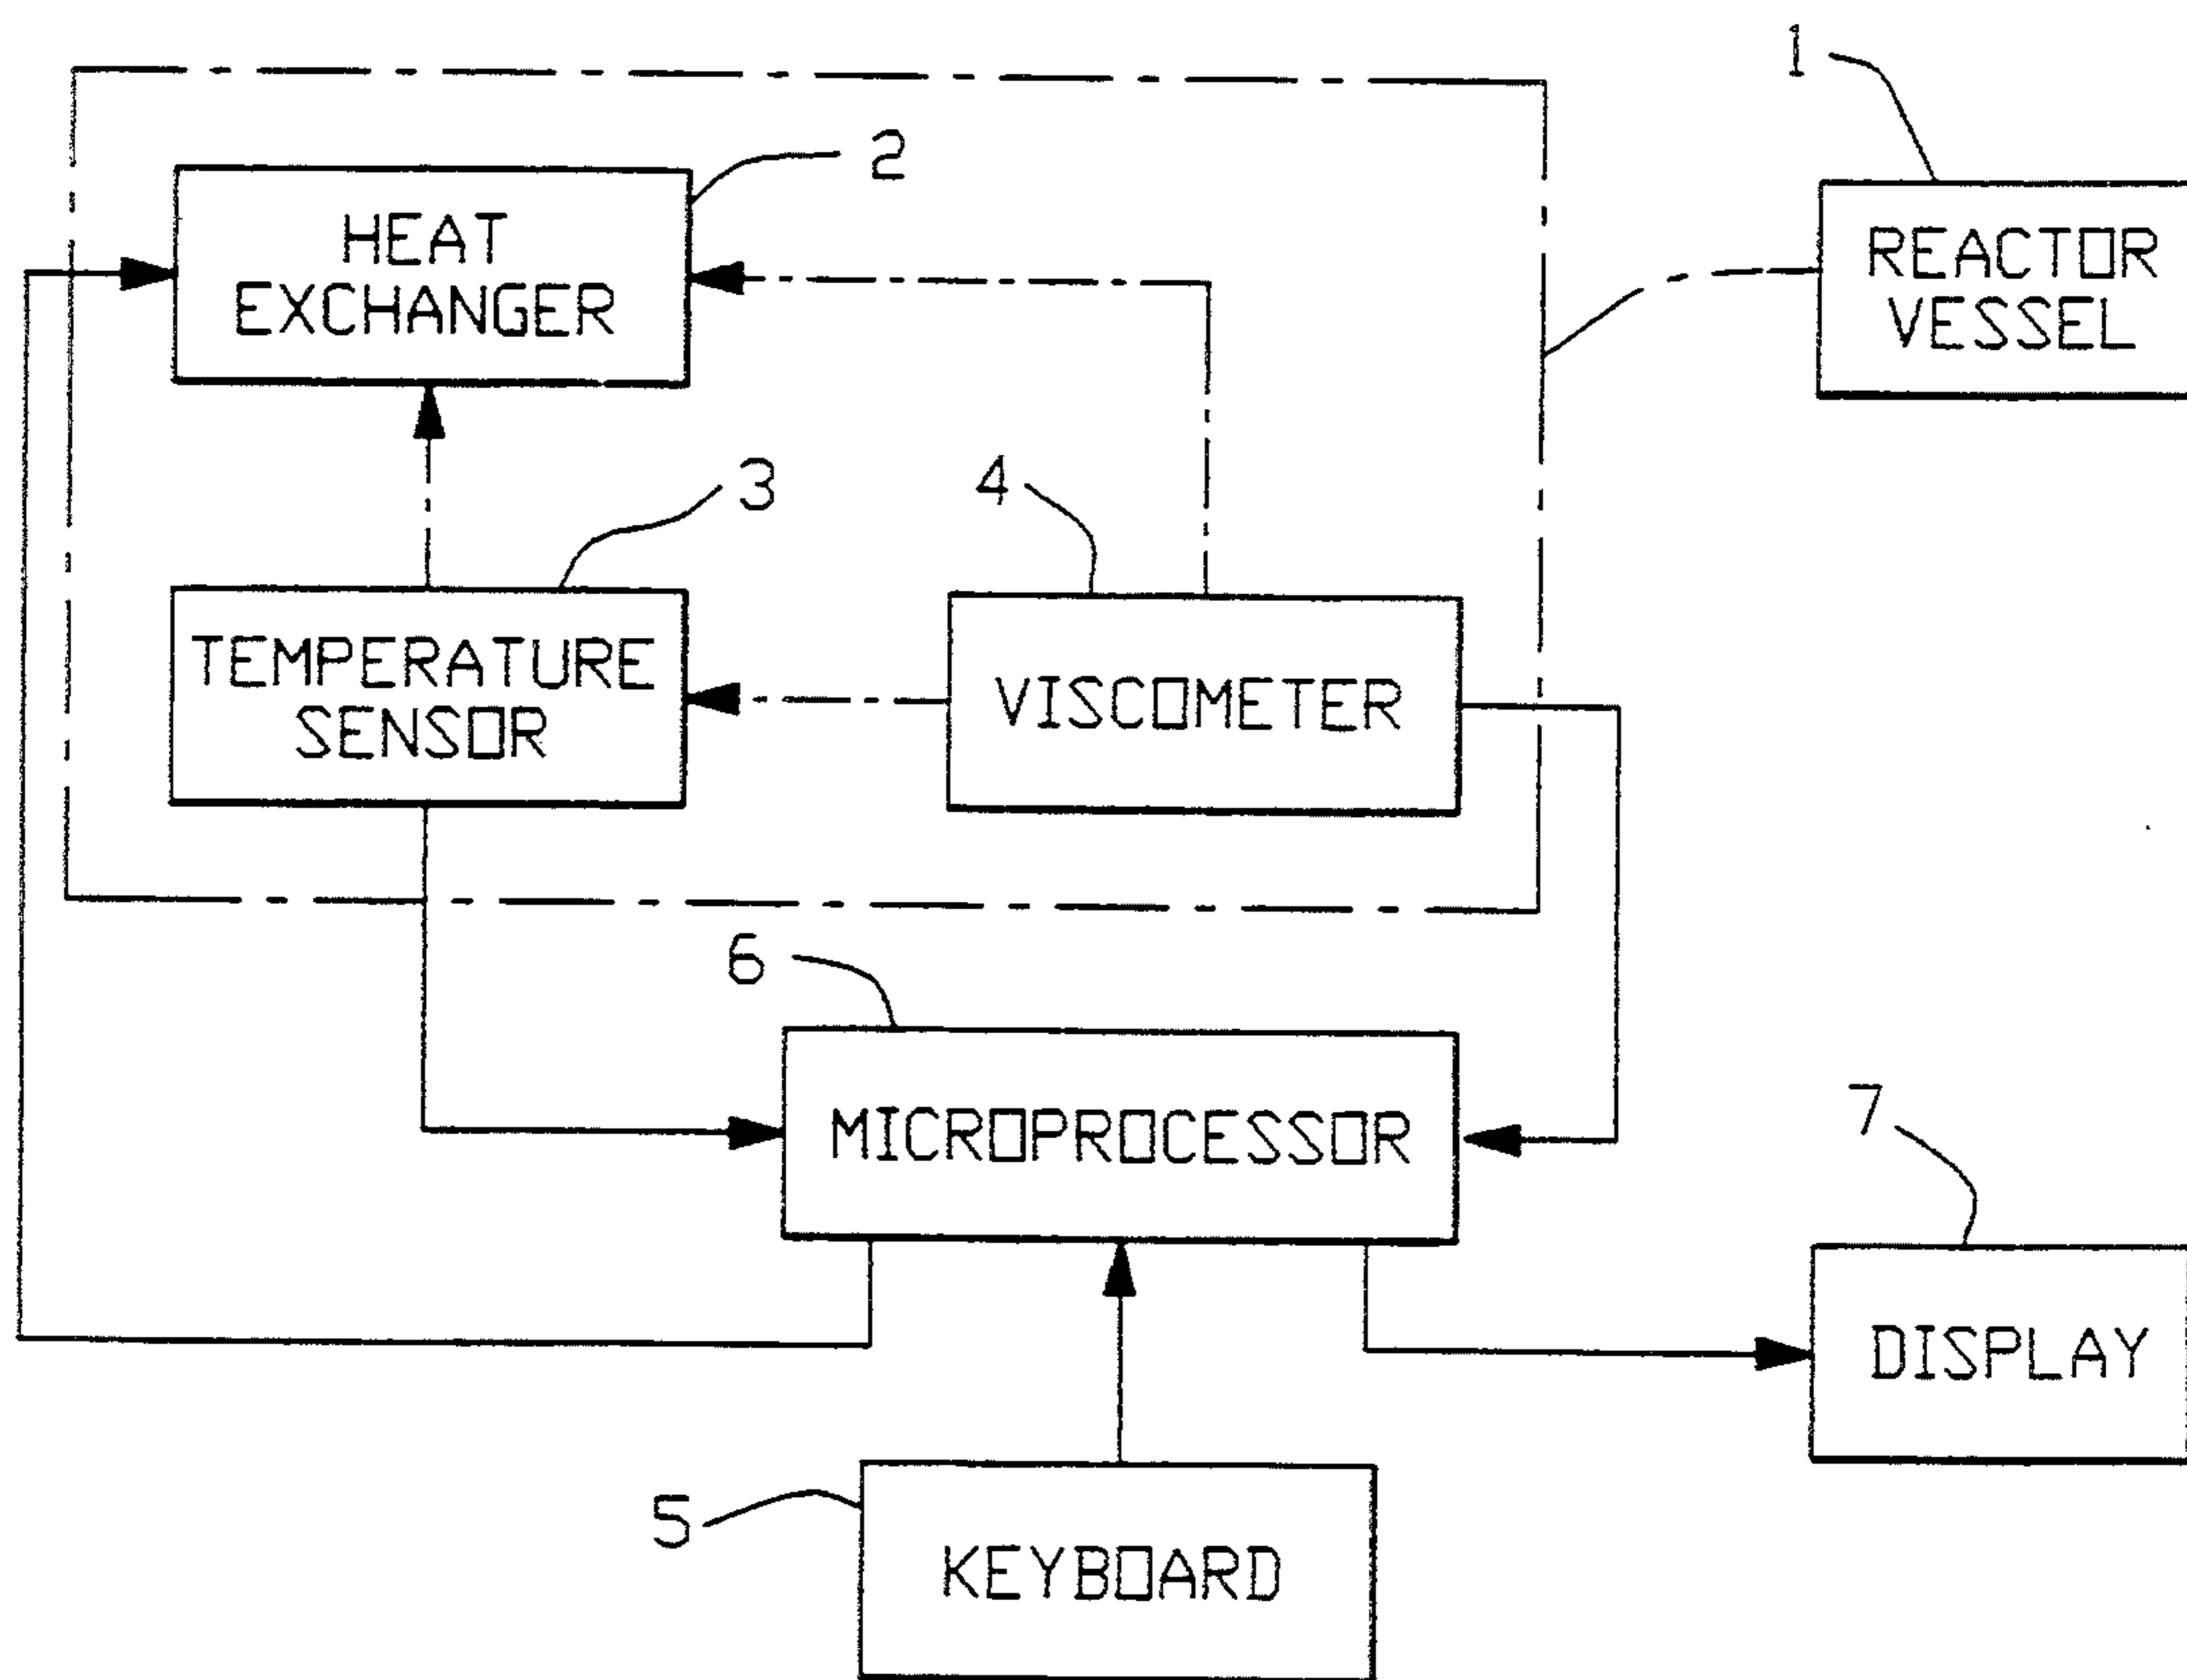 1
2
HEAT
EXCHANGER
REACTOR
VESSEL
3
4
TEMPERATURE
SENSOR
VISCOMETER
6
MICROPROCESSOR
7
DISPLAY
5
KEYBOARD